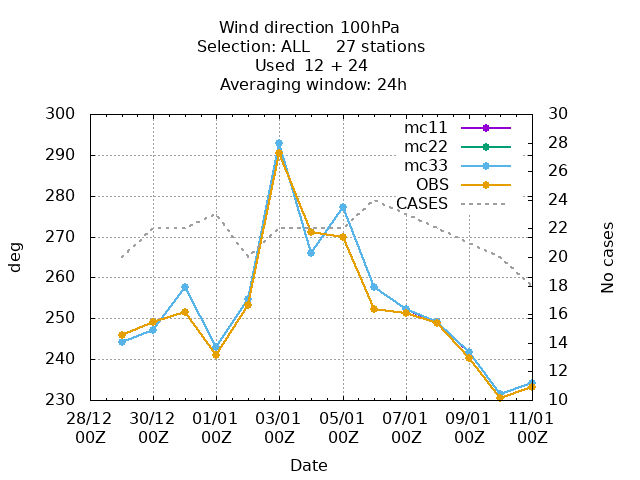 Wind direction 100hPa
Selection: ALL 27 stations
Used 12 + 24
Averaging window: 24h
300
290
280
270
260
250
240
230
deg
30
28
26
24
22
20
18
16
14
12
10
No cases
mc11
mc22
mc33
OBS
CASES
28/12 30/12 01/01 03/01 05/01 07/01 09/01 11/01
00Z 00Z 00Z 00Z 00Z 00Z 00Z 00Z
Date